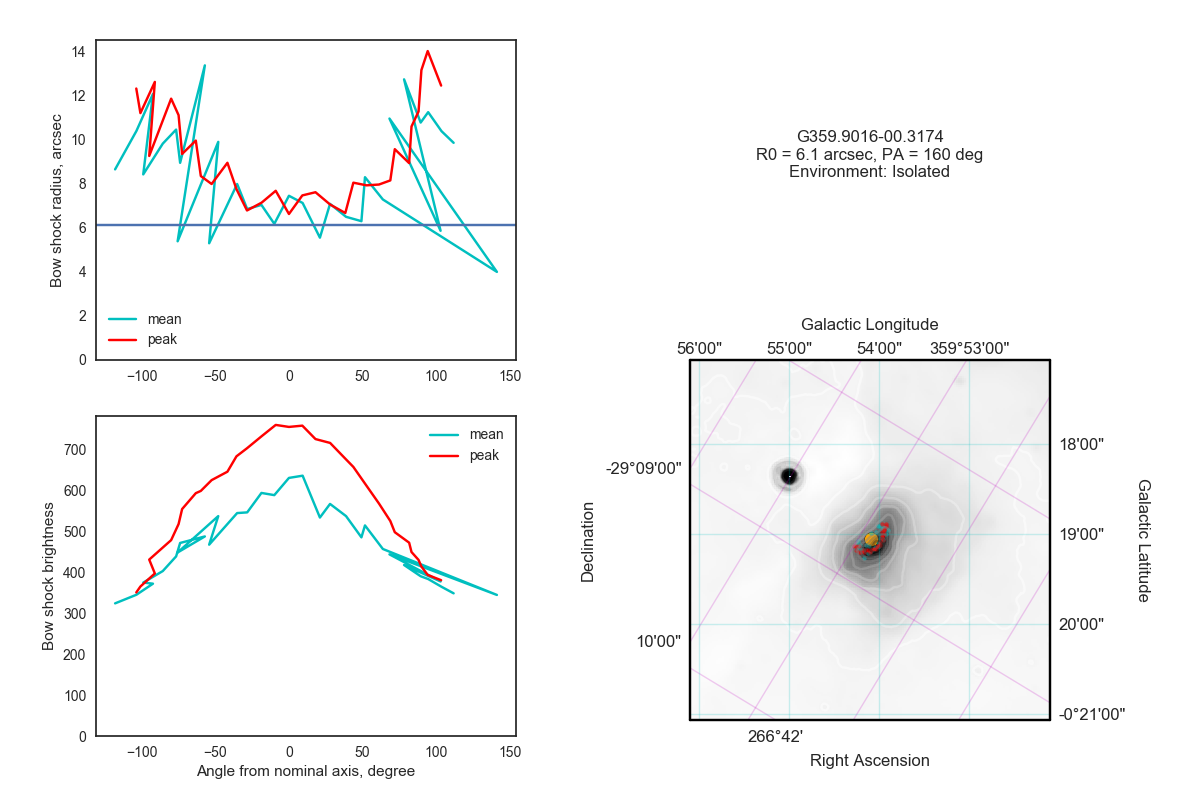 14
12
10
8
6
4
2
0
Bow shock radius, arcsec
mean
peak
−100
−50
0
50
100
150
700
600
500
400
300
200
100
0
Bow shock brightness
mean
peak
−100
−50
0
50
100
150
Angle from nominal axis, degree
G359.9016-00.3174
R0 = 6.1 arcsec, PA = 160 deg
Environment: Isolated
Galactic Longitude
56'00"
55'00"
54'00"
359°53'00"
-29°09'00"
10'00"
Declination
18'00"
19'00"
20'00"
-0°21'00"
Galactic Latitude
266°42'
Right Ascension